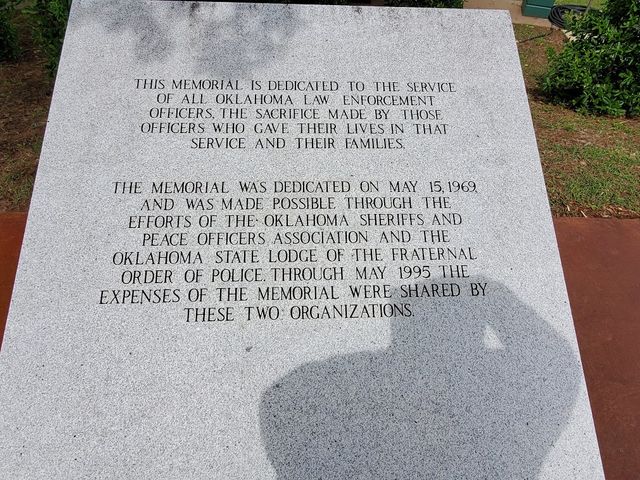 THIS MEMORIAL IS DEDICATED TO THE SERVICE
OF ALL OKLAHOMA LAW ENFORCEMENT
OFFICERS, THE SACRIFICE MADE BY THOSE
OFFICERS WHO GAVE THEIR LIVES IN THAT
SERVICE AND THEIR FAMILIES.
THE MEMORIAL WAS DEDICATED ON MAY 15, 1969,
AND WAS MADE POSSIBLE THROUGH THE
EFFORTS OF THE OKLAHOMA SHERIFFS AND
PEACE OFFICERS ASSOCIATION AND THE
OKLAHOMA STATE LODGE OF THE FRATERNAL
ORDER OF POLICE. THROUGH MAY 1995 THE
EXPENSES OF THE MEMORIAL WERE SHARED BY
THESE TWO ORGANIZATIONS.